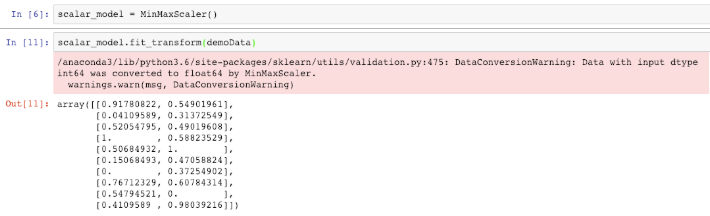 In [6]: scalar_model = MinMaxScaler()
In [11]: scalar_model.fit_transform(demoData)
/anaconda3/lib/python3.6/site-packages/sklearn/utils/validation.py:475: DataConversionWarning: Data with input dtype
int64 was converted to float64 by MinMaxScaler.
  warnings.warn(msg, DataConversionWarning)
Out[11]: array([[0.91780822, 0.54901961],
       [0.04109589, 0.31372549],
       [0.52054795, 0.49019608],
       [1.        , 0.58823529],
       [0.50684932, 1.        ],
       [0.15068493, 0.47058824],
       [0.        , 0.37254902],
       [0.76712329, 0.60784314],
       [0.54794521, 0.        ],
       [0.4109589 , 0.98039216]])